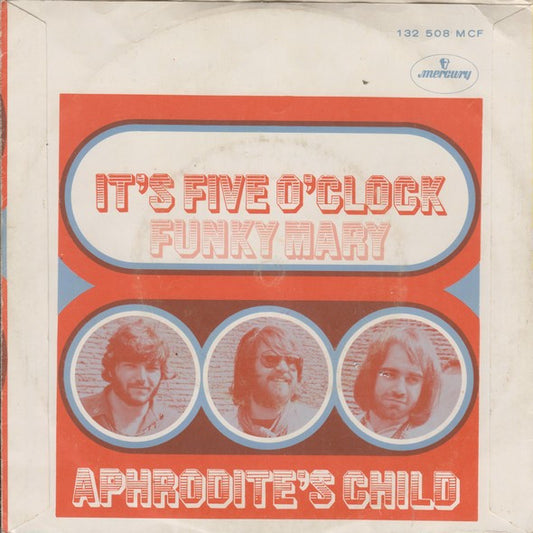 132 508 MCF
mercury
IT'S FIVE O'CLOCK
FUNKY MARY
APHRODITE'S CHILD